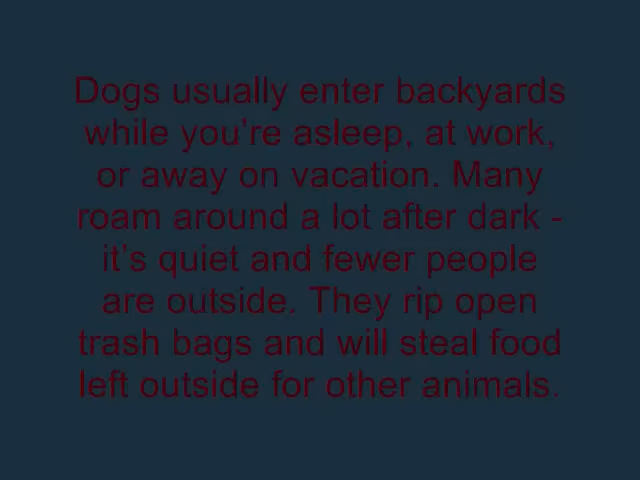 Dogs usually enter backyards
while you're asleep, at work,
or away on vacation. Many
roam around a lot after dark -
it's quiet and fewer people
are outside. They rip open
trash bags and will steal food
left outside for other animals.